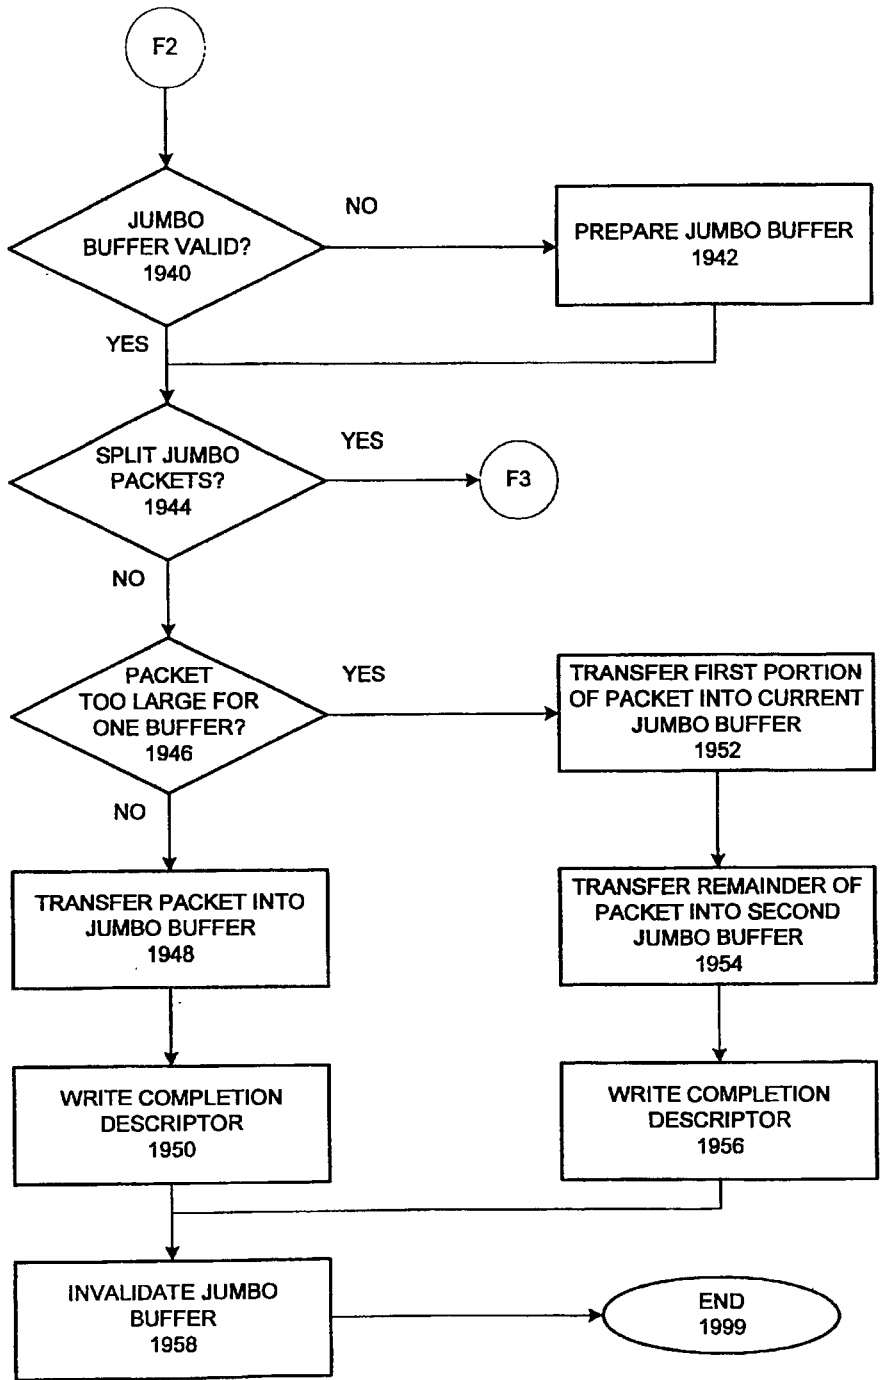 F2
JUMBO
BUFFER VALID?
1940
NO
PREPARE JUMBO BUFFER
1942
YES
SPLIT JUMBO
PACKETS?
1944
YES
F3
NO
PACKET
TOO LARGE FOR
ONE BUFFER?
1946
YES
TRANSFER FIRST PORTION
OF PACKET INTO CURRENT
JUMBO BUFFER
1952
NO
TRANSFER PACKET INTO
JUMBO BUFFER
1948
TRANSFER REMAINDER OF
PACKET INTO SECOND
JUMBO BUFFER
1954
WRITE COMPLETION
DESCRIPTOR
1950
WRITE COMPLETION
DESCRIPTOR
1956
INVALIDATE JUMBO
BUFFER
1958
END
1999